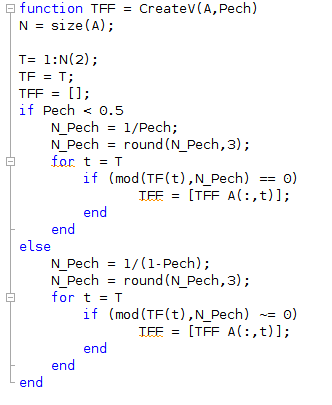 function TFF = CreateV(A,Pech)
N = size(A);
T= 1:N(2);
TF = T;
TFF = [];
if Pech < 0.5
N_Pech = 1/Pech;
N_Pech = round(N_Pech,3);
for t = T
if (mod(TF(t),N_Pech) == 0)
TFF = [TFF A(:,t)];
end
end
else
N_Pech = 1/(1-Pech);
N_Pech = round(N_Pech,3);
for t = T
if (mod(TF(t),N_Pech) ~= 0)
TFF = [TFF A(:,t)];
end
end
end